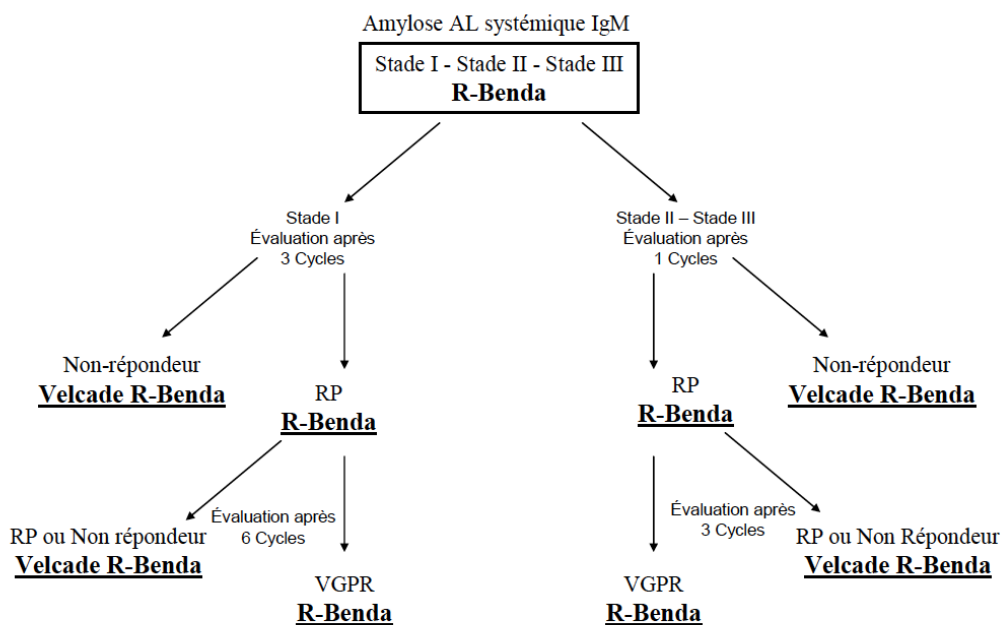 Amylose AL systémique IgM
Stade I - Stade II - Stade III
R-Benda
Stade I
Évaluation après
3 Cycles
Stade II – Stade III
Évaluation après
1 Cycles
Non-répondeur
Velcade R-Benda
RP
R-Benda
RP
R-Benda
Non-répondeur
Velcade R-Benda
RP ou Non répondeur
Velcade R-Benda
Évaluation après
6 Cycles
VGPR
R-Benda
VGPR
R-Benda
Évaluation après
3 Cycles
RP ou Non Répondeur
Velcade R-Benda